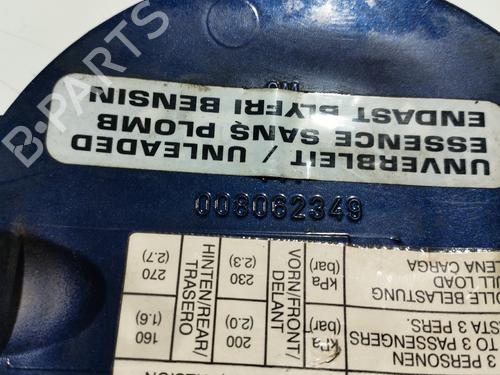 3 PERSONEN
TO 3 PASSENGERS
STA 3 PERS.
kPa
(bar)
200
(2.0)
160
(1.6)
LLE BELASTUNG
ULL LOAD
ENA CARGA
kPa
(bar)
230
(2.3)
270
(2.7)
VORN/FRONT/
DELANT
HINTEN/REAR/
TRASERO
008062349
UNVERBLEIT / UNLEADED
ESSENCE SANS PLOMB
ENDAST BLYFRI BENSIN
B-PARTS